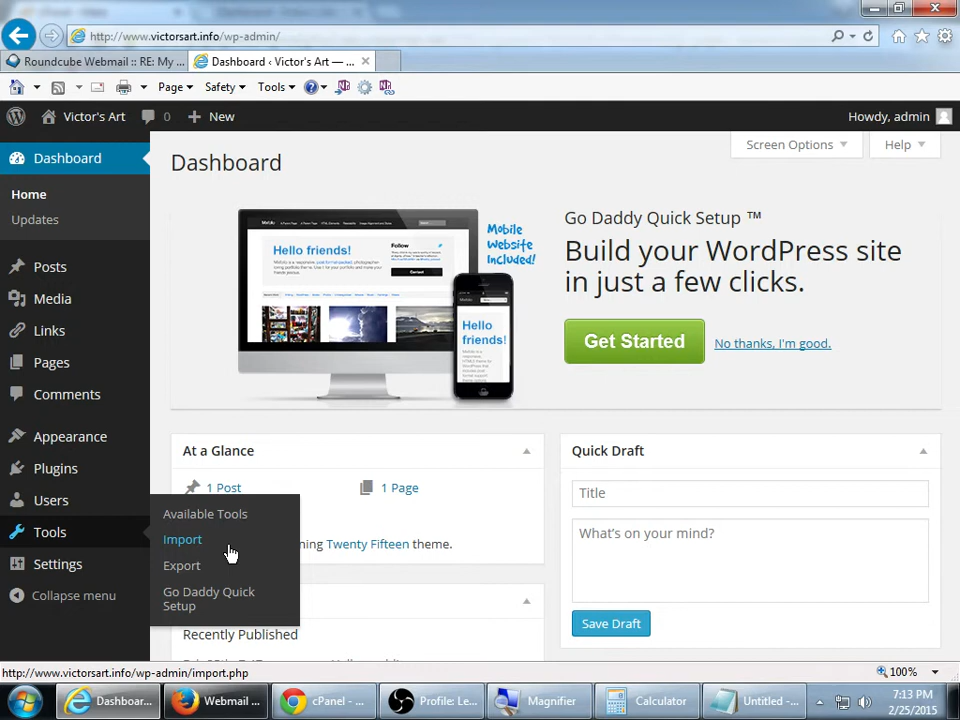 http://www.victorsart.info/wp-admin/
Roundcube Webmail :: RE: My ...
Dashboard ‹ Victor's Art — ...
Page
Safety
Tools
Victor's Art
0
New
Howdy, admin
Dashboard
Home
Updates
Posts
Media
Links
Pages
Comments
Appearance
Plugins
Users
Tools
Settings
Collapse menu
Available Tools
Import
Export
Go Daddy Quick
Setup
Dashboard
Screen Options
Help
Hello friends!
Follow
Mobile
Website
Included!
Hello
friends!
Go Daddy Quick Setup ™
Build your WordPress site
in just a few clicks.
Get Started
No thanks, I'm good.
At a Glance
1 Post
1 Page
Twenty Fifteen theme.
Recently Published
Quick Draft
Title
What's on your mind?
Save Draft
http://www.victorsart.info/wp-admin/import.php
100%
Dashboar...
Webmail ...
cPanel - ...
Profile: Le...
Magnifier
Calculator
Untitled - ...
7:13 PM
2/25/2015